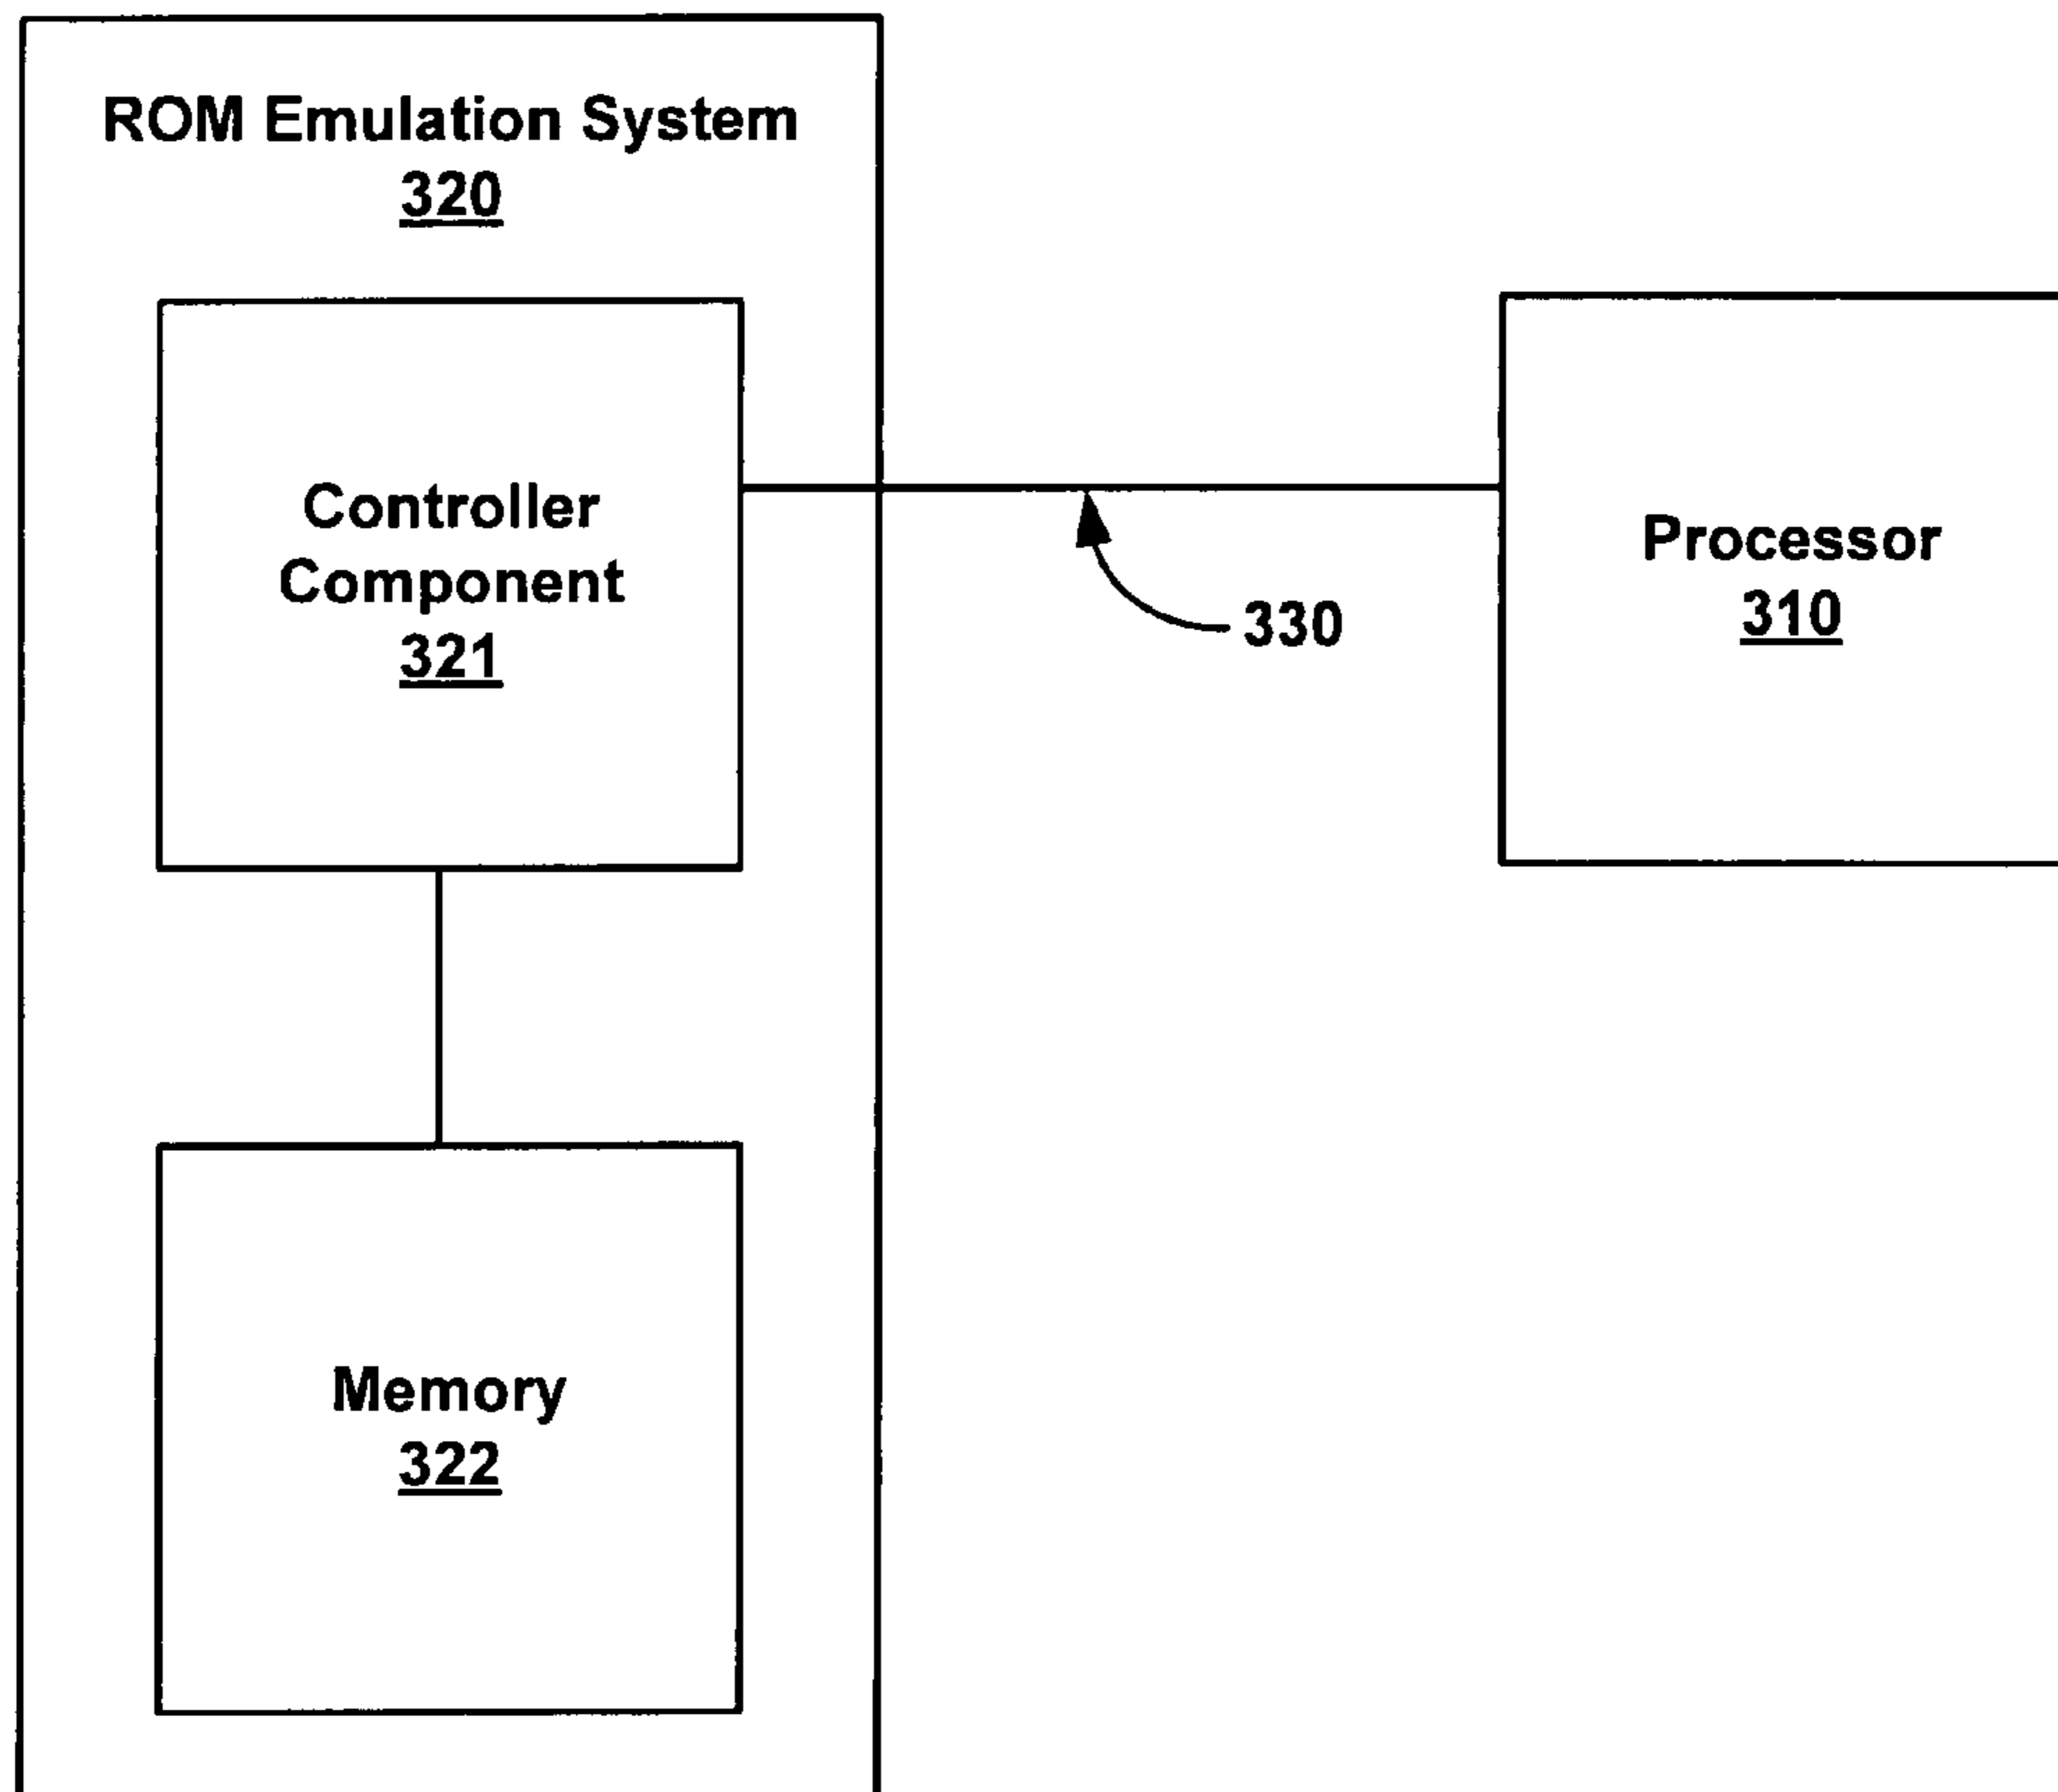 ROM Emulation System
320
Controller
Component
321
330
Processor
310
Memory
322